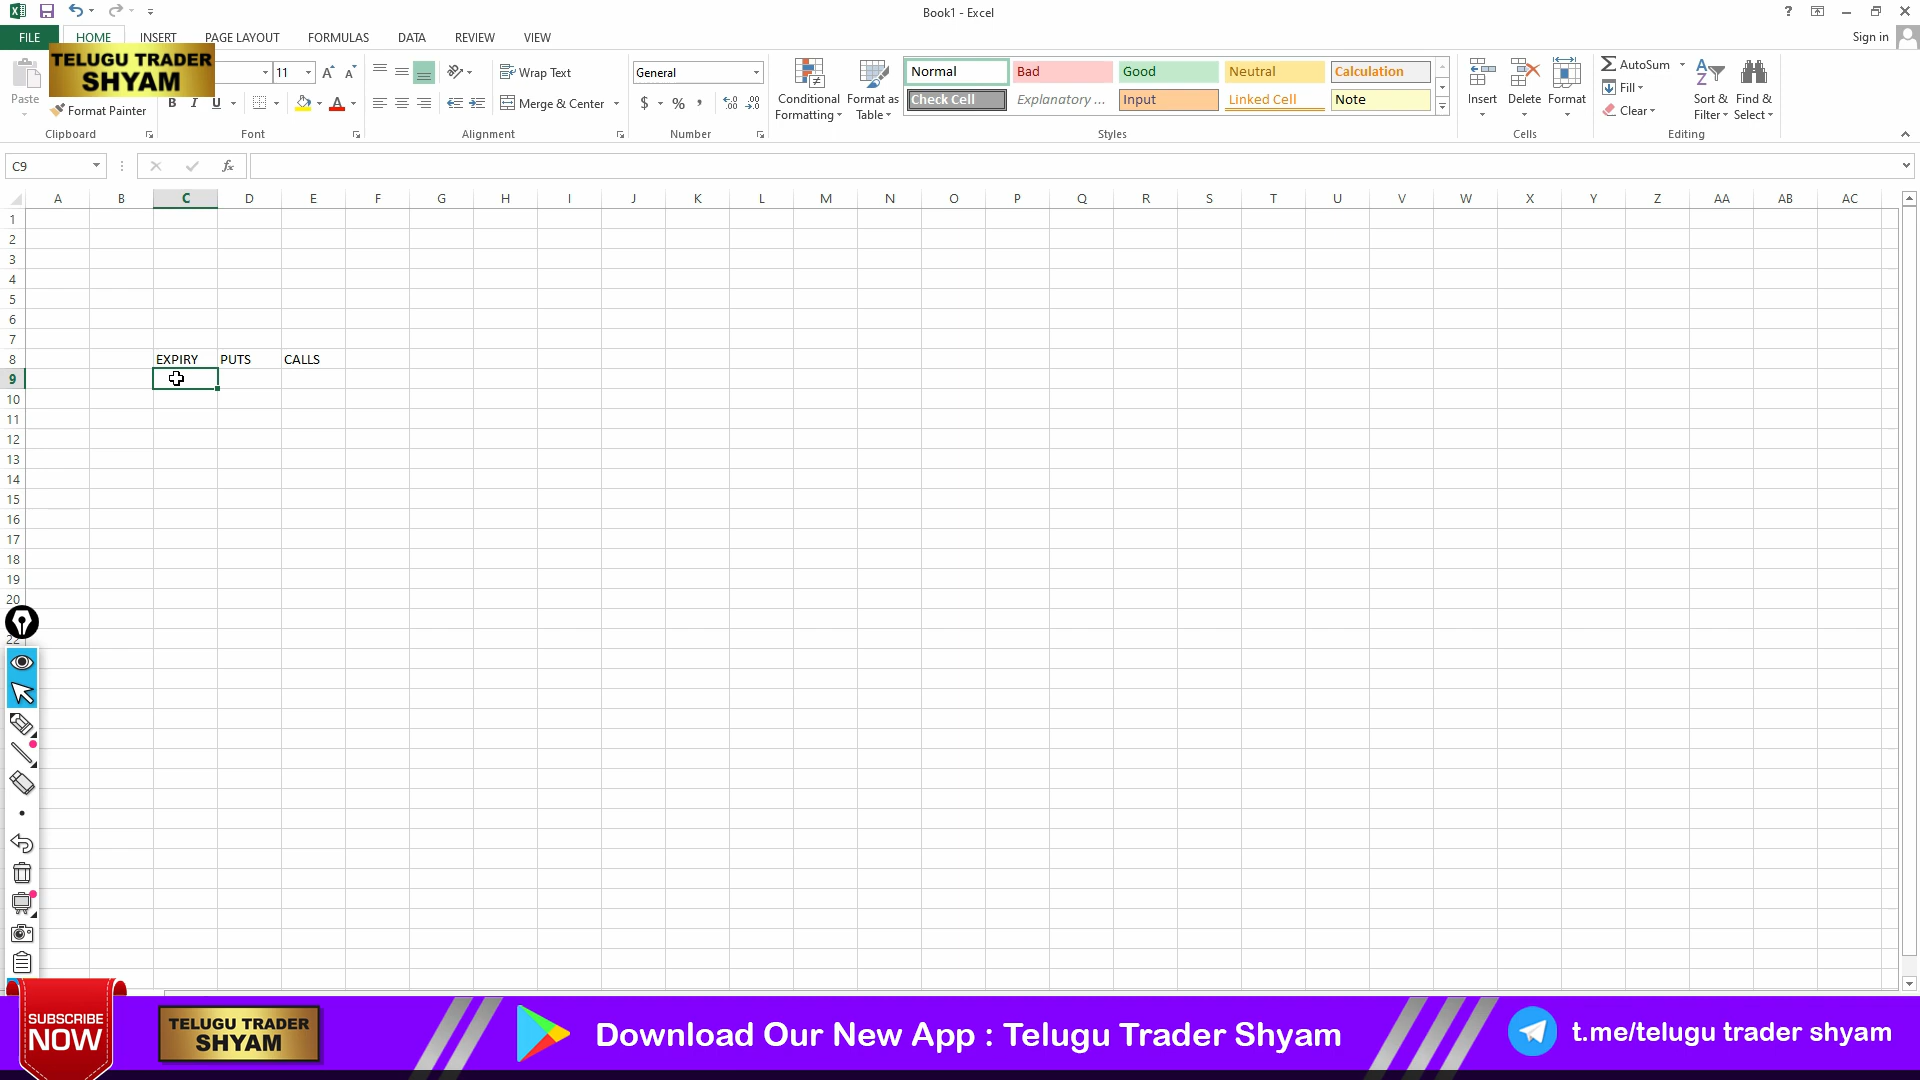 Book1 - Excel
?
FILE HOME INSERT PAGE LAYOUT FORMULAS DATA REVIEW VIEW Sign in
TELUGU TRADER
SHYAM
Paste
Format Painter
Clipboard
11 A A
B I U A
Font
Wrap Text
Merge & Center
Alignment
General
$ % ,
Number
Conditional
Formatting
Format as
Table
Normal Bad Good Neutral Calculation
Check Cell Explanatory ... Input Linked Cell Note
Styles
Insert Delete Format
Cells
AutoSum
Fill
Clear
Sort &
Filter
Find &
Select
Editing
C9 fx
A B C D E F G H I J K L M N O P Q R S T U V W X Y Z AA AB AC
1
2
3
4
5
6
7
8 EXPIRY PUTS CALLS
9
10
11
12
13
14
15
16
17
18
19
20
22
SUBSCRIBE
NOW
TELUGU TRADER
SHYAM
Download Our New App : Telugu Trader Shyam
t.me/telugu trader shyam